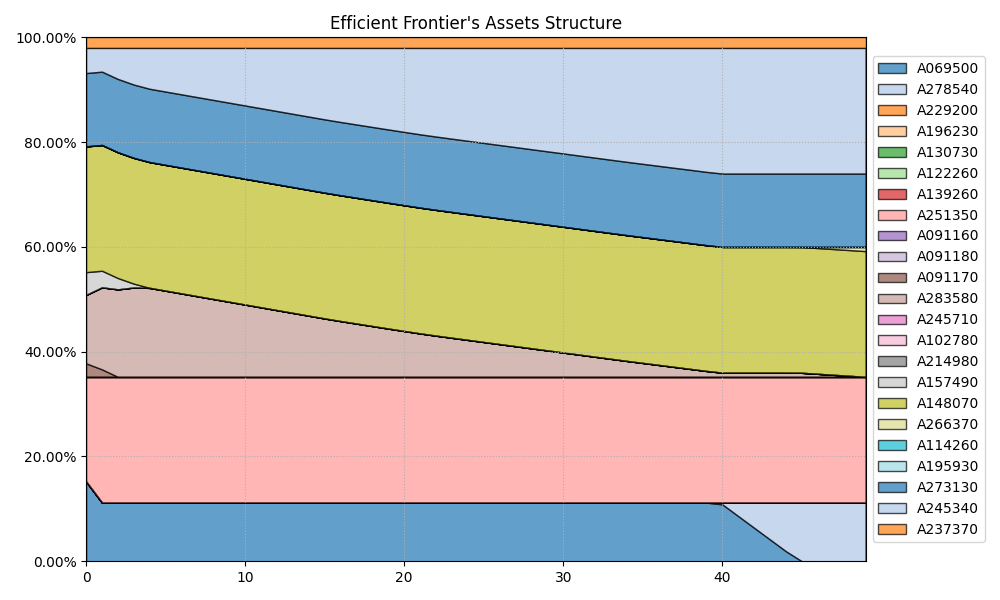 Efficient Frontier's Assets Structure
100.00%
80.00%
60.00%
40.00%
20.00%
0.00%
0
10
20
30
40
A069500
A278540
A229200
A196230
A130730
A122260
A139260
A251350
A091160
A091180
A091170
A283580
A245710
A102780
A214980
A157490
A148070
A266370
A114260
A195930
A273130
A245340
A237370